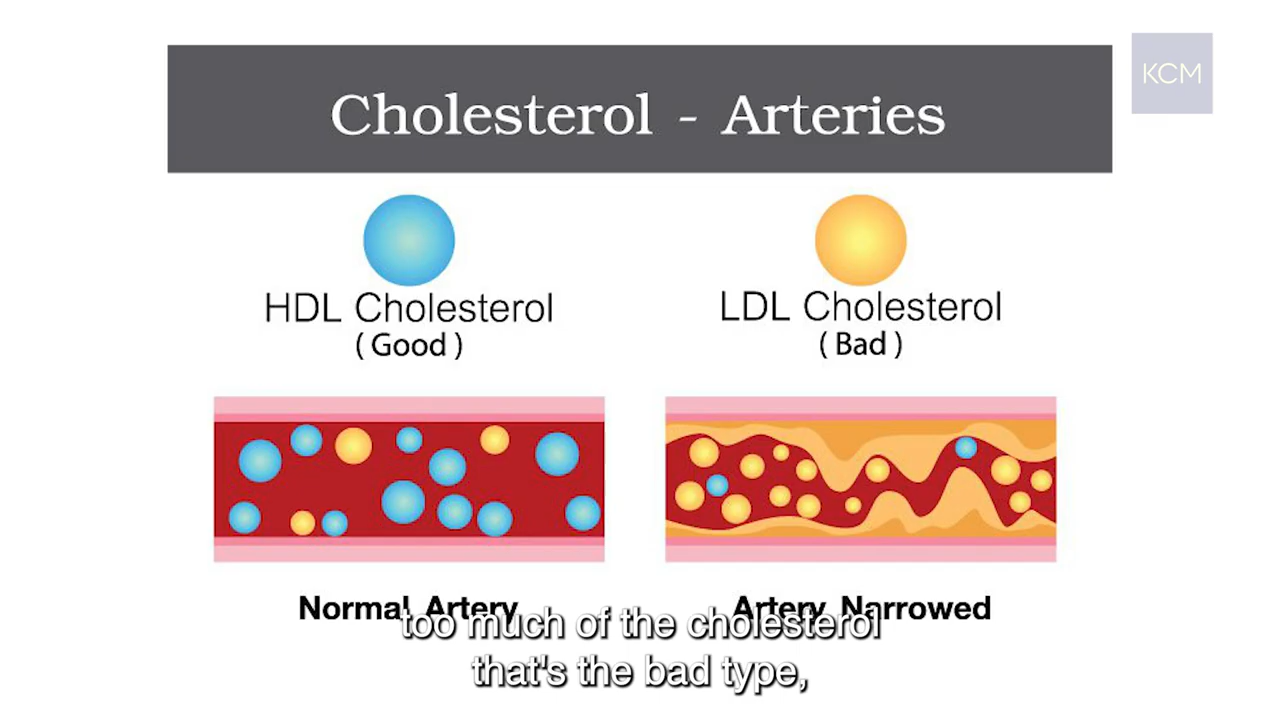 KCM
Cholesterol - Arteries
HDL Cholesterol
(Good)
LDL Cholesterol
(Bad)
Normal Artery
Artery Narrowed
too much of the cholesterol
that's the bad type,